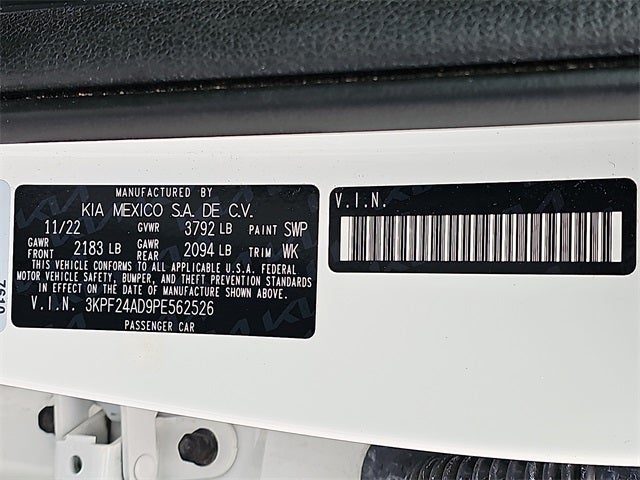 MANUFACTURED BY
KIA MEXICO S.A. DE C.V.
11/22 GVWR 3792 LB PAINT SWP
GAWR FRONT 2183 LB GAWR REAR 2094 LB TRIM WK
THIS VEHICLE CONFORMS TO ALL APPLICABLE U.S.A. FEDERAL
MOTOR VEHICLE SAFETY, BUMPER, AND THEFT PREVENTION STANDARDS
IN EFFECT ON THE DATE OF MANUFACTURE SHOWN ABOVE.
V.I.N. 3KPF24AD9PE562526
PASSENGER CAR
V.I.N.
7610